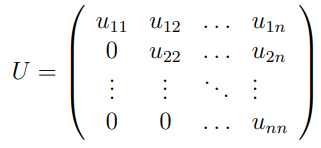 U = ( u₁₁ u₁₂ … u₁ₙ
0 u₂₂ … u₂ₙ
⋮ ⋮ ⋱ ⋮
0 0 … uₙₙ )